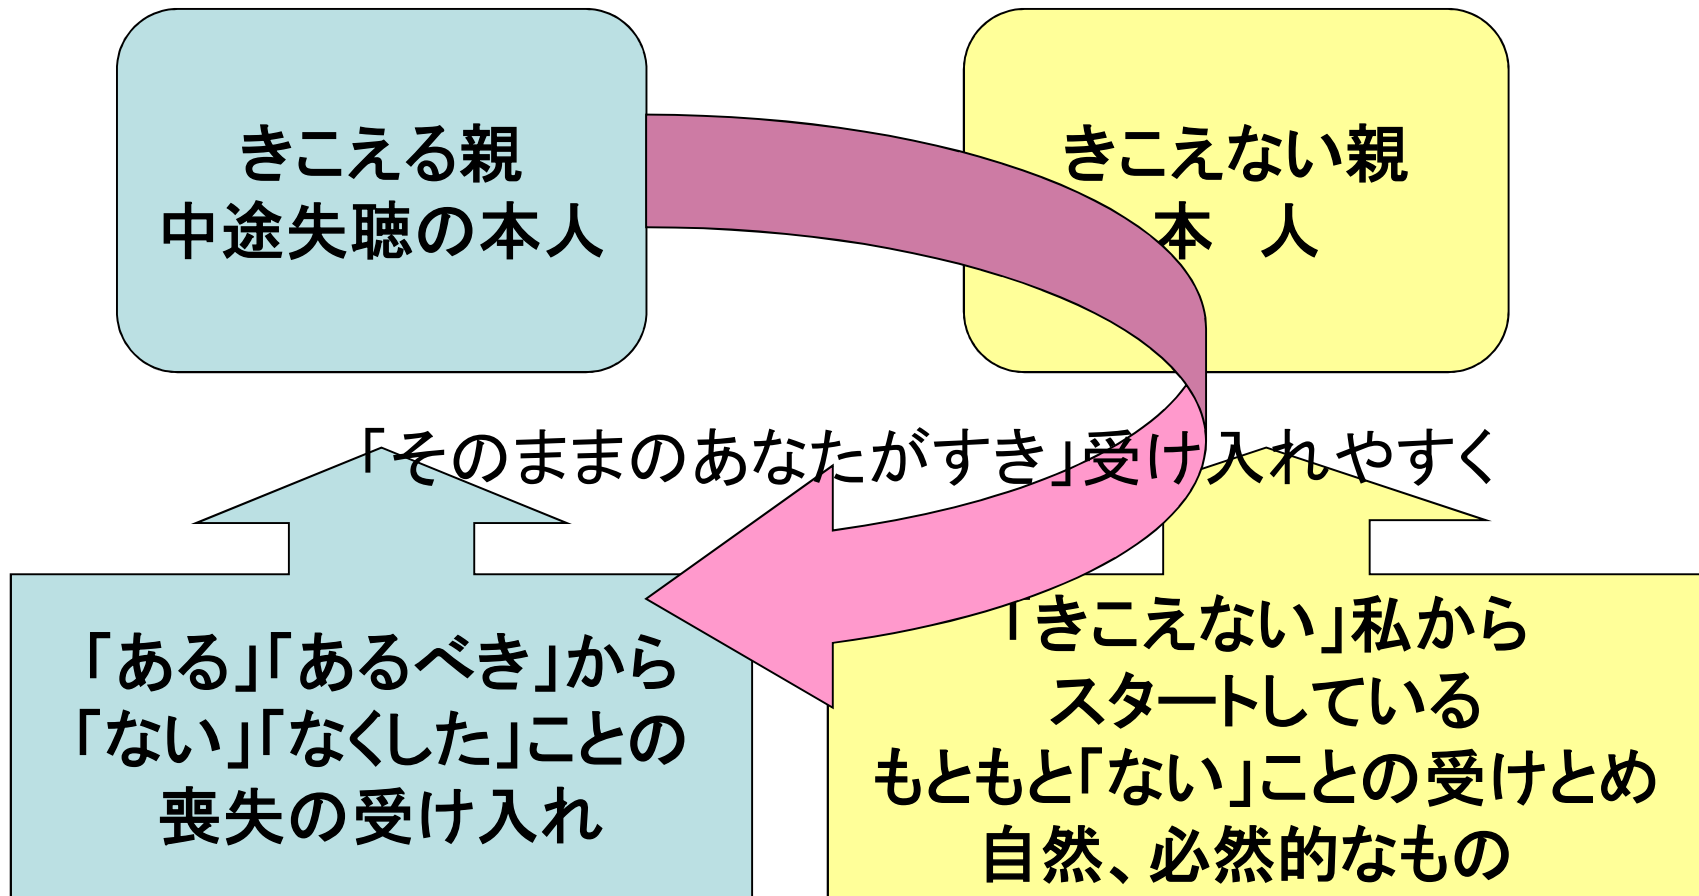 きこえる親
中途失聴の本人
きこえない親
本　人
「そのままのあなたがすき」受け入れやすく
「ある」「あるべき」から
「ない」「なくした」ことの
喪失の受け入れ
「きこえない」私から
スタートしている
もともと「ない」ことの受けとめ
自然、必然的なもの